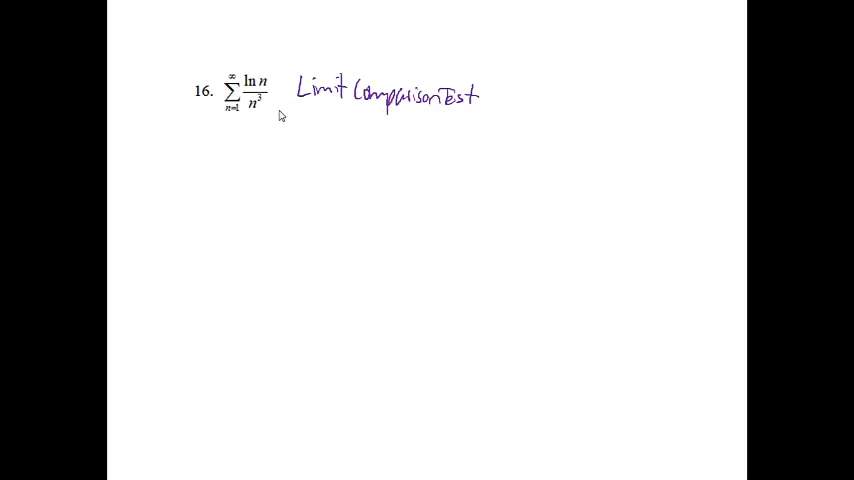 16. $\sum_{n=1}^{\infty} \frac{\ln n}{n^3}$ Limit Comparison Test